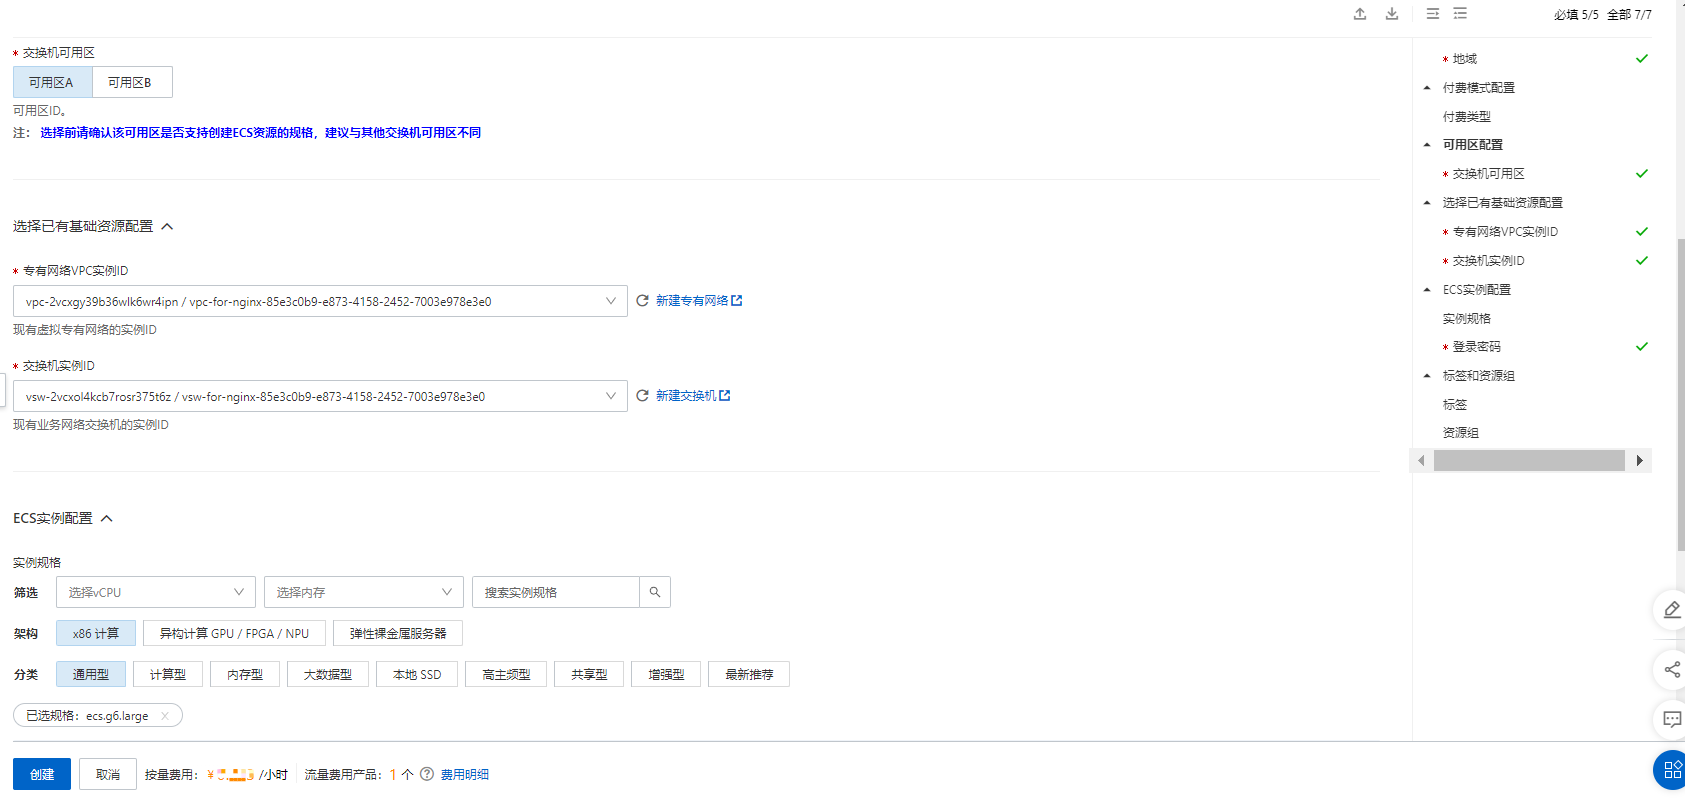 必填 5/5 全部 7/7
* 交换机可用区
可用区A 可用区B
可用区ID。
注： 选择前请确认该可用区是否支持创建ECS资源的规格，建议与其他交换机可用区不同
选择已有基础资源配置
* 专有网络VPC实例ID
vpc-2vcxgy39b36wlk6wr4ipn / vpc-for-nginx-85e3c0b9-e873-4158-2452-7003e978e3e0 新建专有网络
现有虚拟专有网络的实例ID
* 交换机实例ID
vsw-2vcxol4kcb7rosr375t6z / vsw-for-nginx-85e3c0b9-e873-4158-2452-7003e978e3e0 新建交换机
现有业务网络交换机的实例ID
ECS实例配置
实例规格
筛选 选择vCPU 选择内存 搜索实例规格
架构 x86 计算 异构计算 GPU / FPGA / NPU 弹性裸金属服务器
分类 通用型 计算型 内存型 大数据型 本地 SSD 高主频型 共享型 增强型 最新推荐
已选规格：ecs.g6.large
创建 取消 按量费用： ¥ /小时 流量费用产品： 1 个 费用明细
* 地域
付费模式配置
付费类型
可用区配置
* 交换机可用区
选择已有基础资源配置
* 专有网络VPC实例ID
* 交换机实例ID
ECS实例配置
实例规格
* 登录密码
标签和资源组
标签
资源组